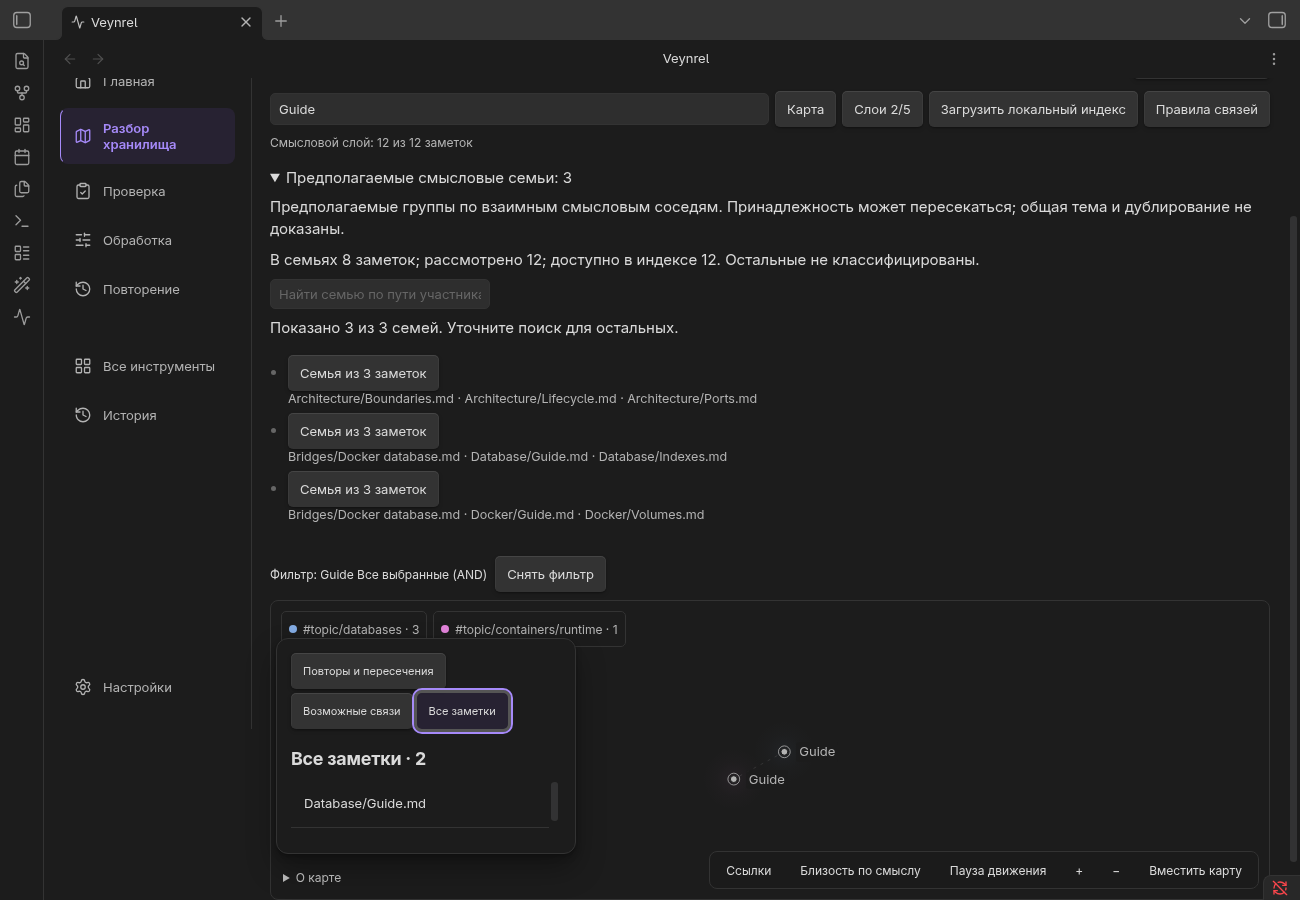 Veynrel
Veynrel
Главная
Разбор
хранилища
Проверка
Обработка
Повторение
Все инструменты
История
Настройки
Guide
Карта
Слои 2/5
Загрузить локальный индекс
Правила связей
Смысловой слой: 12 из 12 заметок
Предполагаемые смысловые семьи: 3
Предполагаемые группы по взаимным смысловым соседям. Принадлежность может пересекаться; общая тема и дублирование не
доказаны.
В семьях 8 заметок; рассмотрено 12; доступно в индексе 12. Остальные не классифицированы.
Найти семью по пути участника
Показано 3 из 3 семей. Уточните поиск для остальных.
Семья из 3 заметок
Architecture/Boundaries.md · Architecture/Lifecycle.md · Architecture/Ports.md
Семья из 3 заметок
Bridges/Docker database.md · Database/Guide.md · Database/Indexes.md
Семья из 3 заметок
Bridges/Docker database.md · Docker/Guide.md · Docker/Volumes.md
Фильтр: Guide Все выбранные (AND)
Снять фильтр
#topic/databases · 3
#topic/containers/runtime · 1
Повторы и пересечения
Возможные связи
Все заметки
Все заметки · 2
Database/Guide.md
Guide
Guide
О карте
Ссылки
Близость по смыслу
Пауза движения
+
−
Вместить карту